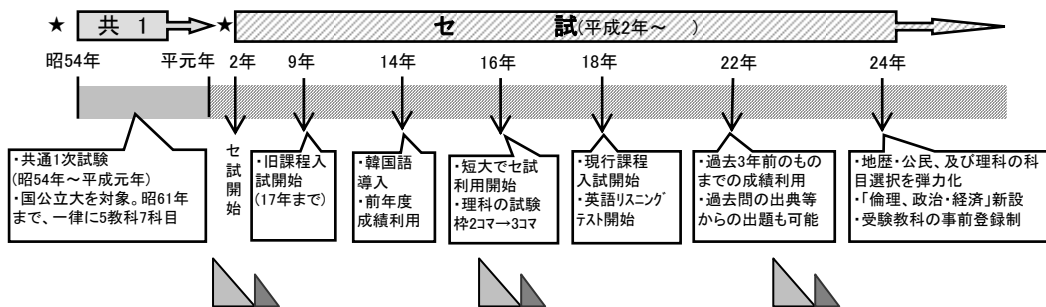 ★ 共 1 ★ セ 試(平成2年～ )
昭54年 平元年 2年 9年 14年 16年 18年 22年 24年
・共通1次試験
(昭54年～平成元年)
・国公立大を対象。昭61年
まで、一律に5教科7科目
セ試開始
・旧課程入
試開始
(17年まで)
・韓国語
導入
・前年度
成績利用
・短大でセ試
利用開始
・理科の試験
枠2コマ→3コマ
・現行課程
入試開始
・英語リスニング
テスト開始
・過去3年前のもの
までの成績利用
・過去問の出典等
からの出題も可能
・地歴・公民、及び理科の科
目選択を弾力化
・「倫理、政治・経済」新設
・受験教科の事前登録制